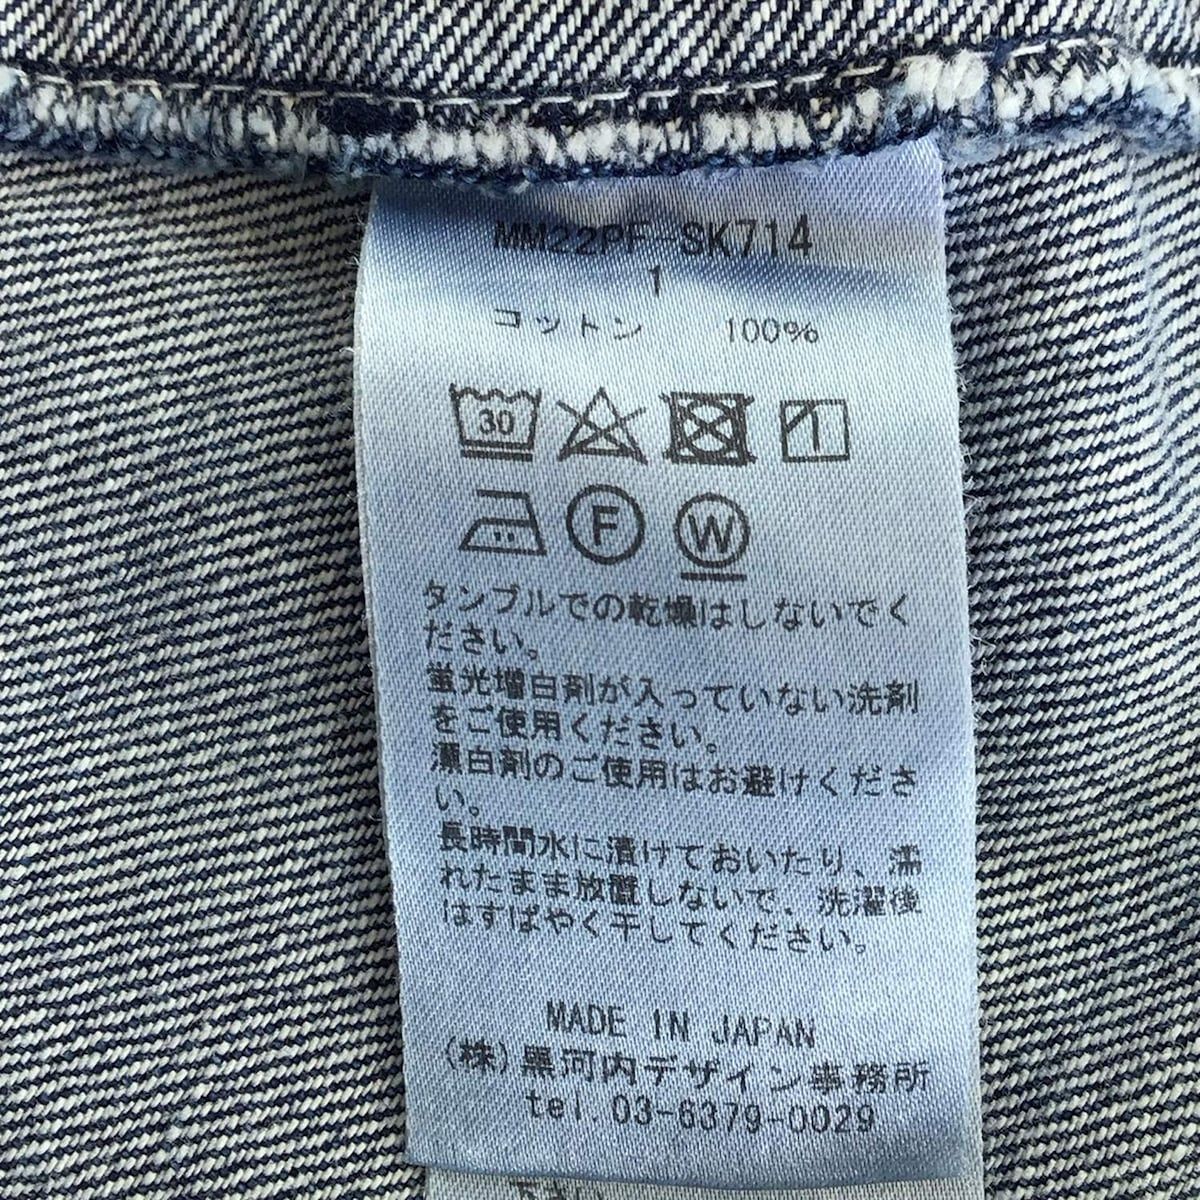 MM22PF-SK714
1
コットン 100%
30
F W
タンブルでの乾燥はしないでく
ださい。
蛍光増白剤が入っていない洗剤
をご使用ください。
漂白剤のご使用はお避けくださ
い。
長時間水に漬けておいたり、濡
れたまま放置しないで、洗濯後
はすばやく干してください。
MADE IN JAPAN
(株)黒河内デザイン事務所
tel.03-6379-0029